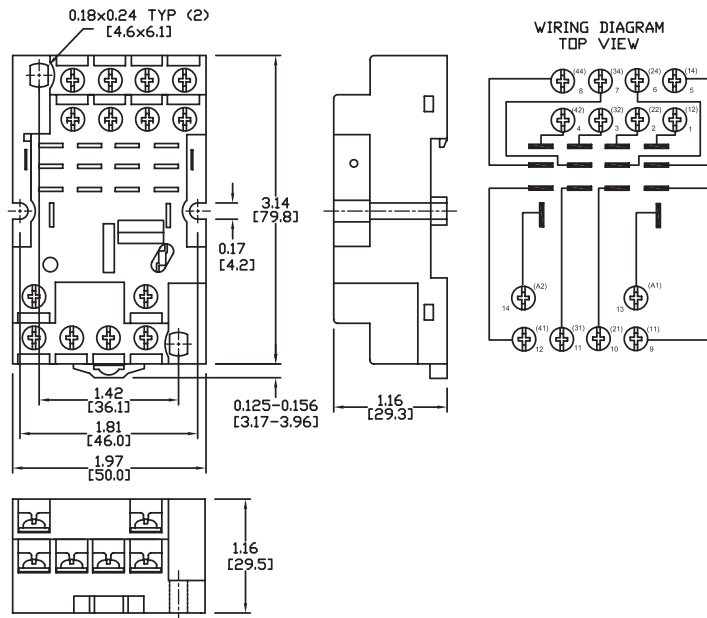 0.18x0.24 TYP (2)
[4.6x6.1]
3.14
[79.8]
0.17
[4.2]
1.42
[36.1]
0.125-0.156
[3.17-3.96]
1.81
[46.0]
1.97
[50.0]
1.16
[29.3]
1.16
[29.5]
WIRING DIAGRAM
TOP VIEW
(44) (34) (24) (14)
8 7 6 5
(42) (32) (22) (12)
4 3 2 1
(A2) (A1)
14 13
(41) (31) (21) (11)
12 11 10 9